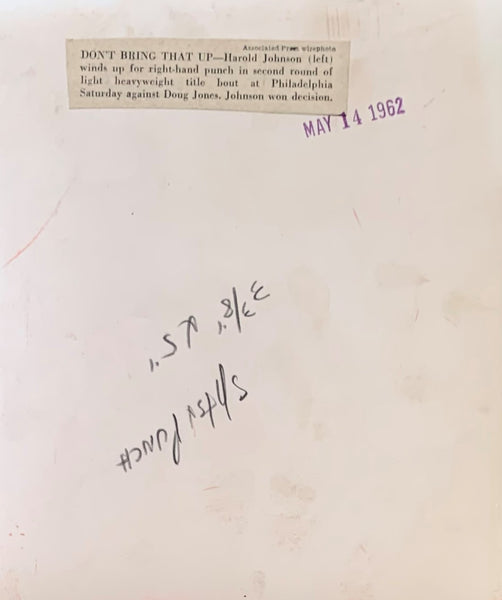 Associated Press wirephoto
DON'T BRING THAT UP—Harold Johnson (left)
winds up for right-hand punch in second round of
light heavyweight title bout at Philadelphia
Saturday against Doug Jones. Johnson won decision.
MAY 14 1962
PUNCH
3 3/8" x 5"